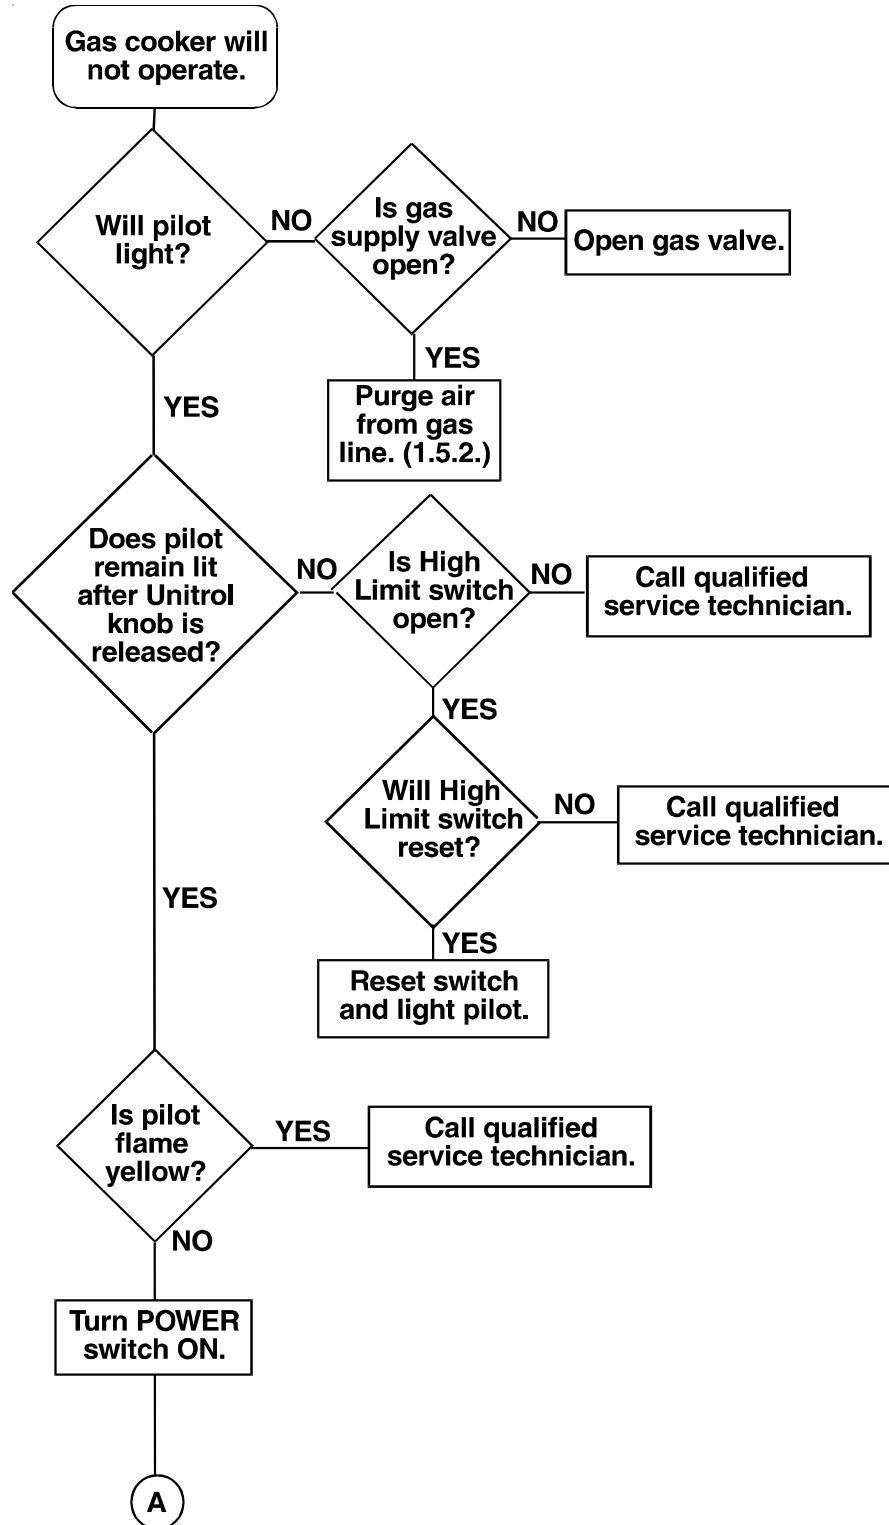 Gas cooker will
not operate.
Will pilot
light?
NO
Is gas
supply valve
open?
NO
Open gas valve.
YES
Purge air
from gas
line. (1.5.2.)
YES
Does pilot
remain lit
after Unitrol
knob is
released?
NO
Is High
Limit switch
open?
NO
Call qualified
service technician.
YES
Will High
Limit switch
reset?
NO
Call qualified
service technician.
YES
Reset switch
and light pilot.
YES
Is pilot
flame
yellow?
YES
Call qualified
service technician.
NO
Turn POWER
switch ON.
A